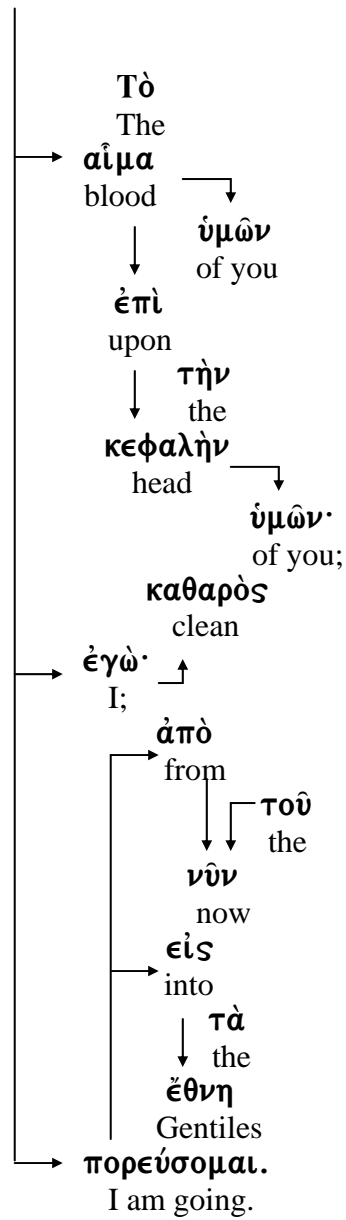 Τὸ
The
αἷμα
blood
ὑμῶν
of you
ἐπὶ
upon
τὴν
the
κεφαλὴν
head
ὑμῶν·
of you;
καθαρὸς
clean
ἐγὼ·
I;
ἀπὸ
from
τοῦ
the
νῦν
now
εἰς
into
τὰ
the
ἔθνη
Gentiles
πορεύσομαι.
I am going.